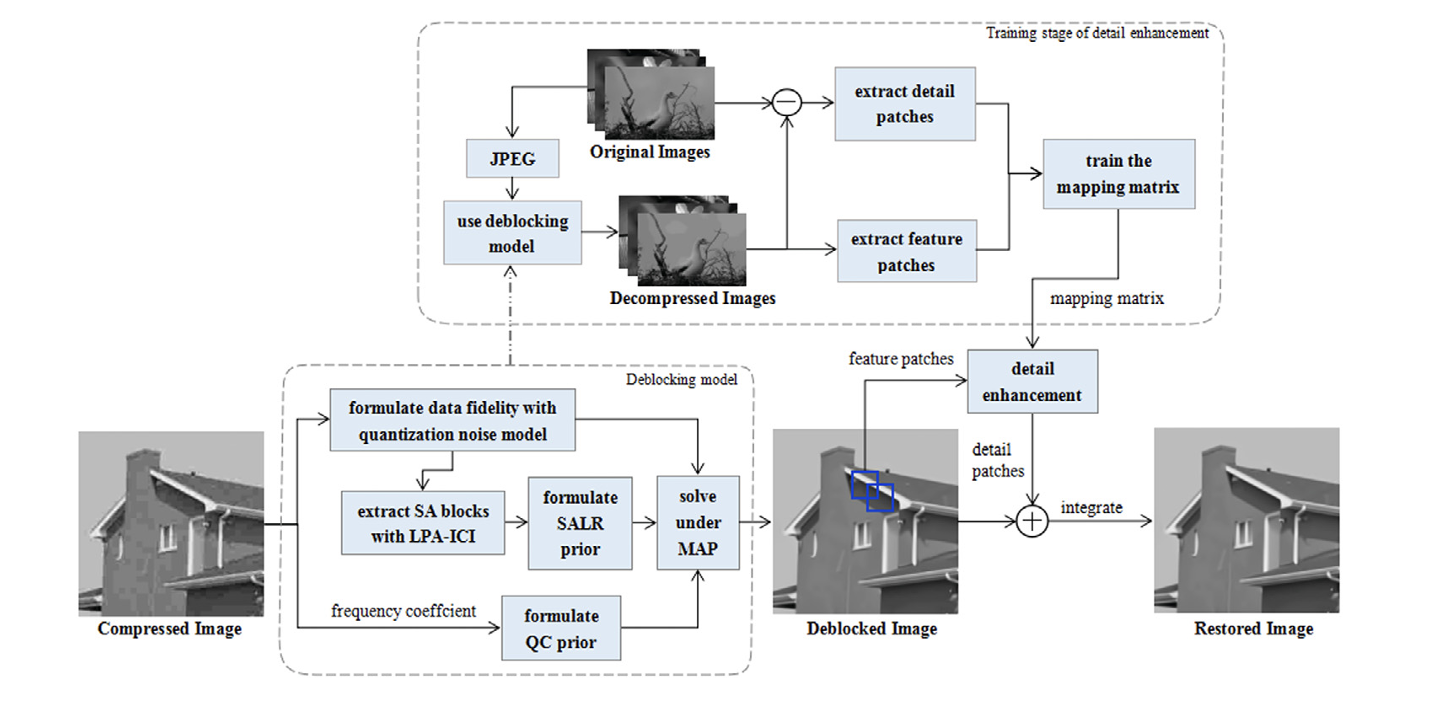 Training stage of detail enhancement
extract detail
patches
JPEG
Original Images
train the
mapping matrix
use deblocking
model
extract feature
patches
Decompressed Images
mapping matrix
feature patches
detail
enhancement
Deblocking model
formulate data fidelity with
quantization noise model
detail
patches
extract SA blocks
with LPA-ICI
formulate
SALR
prior
solve
under
MAP
integrate
frequency coeffcient
formulate
QC prior
Compressed Image
Deblocked Image
Restored Image